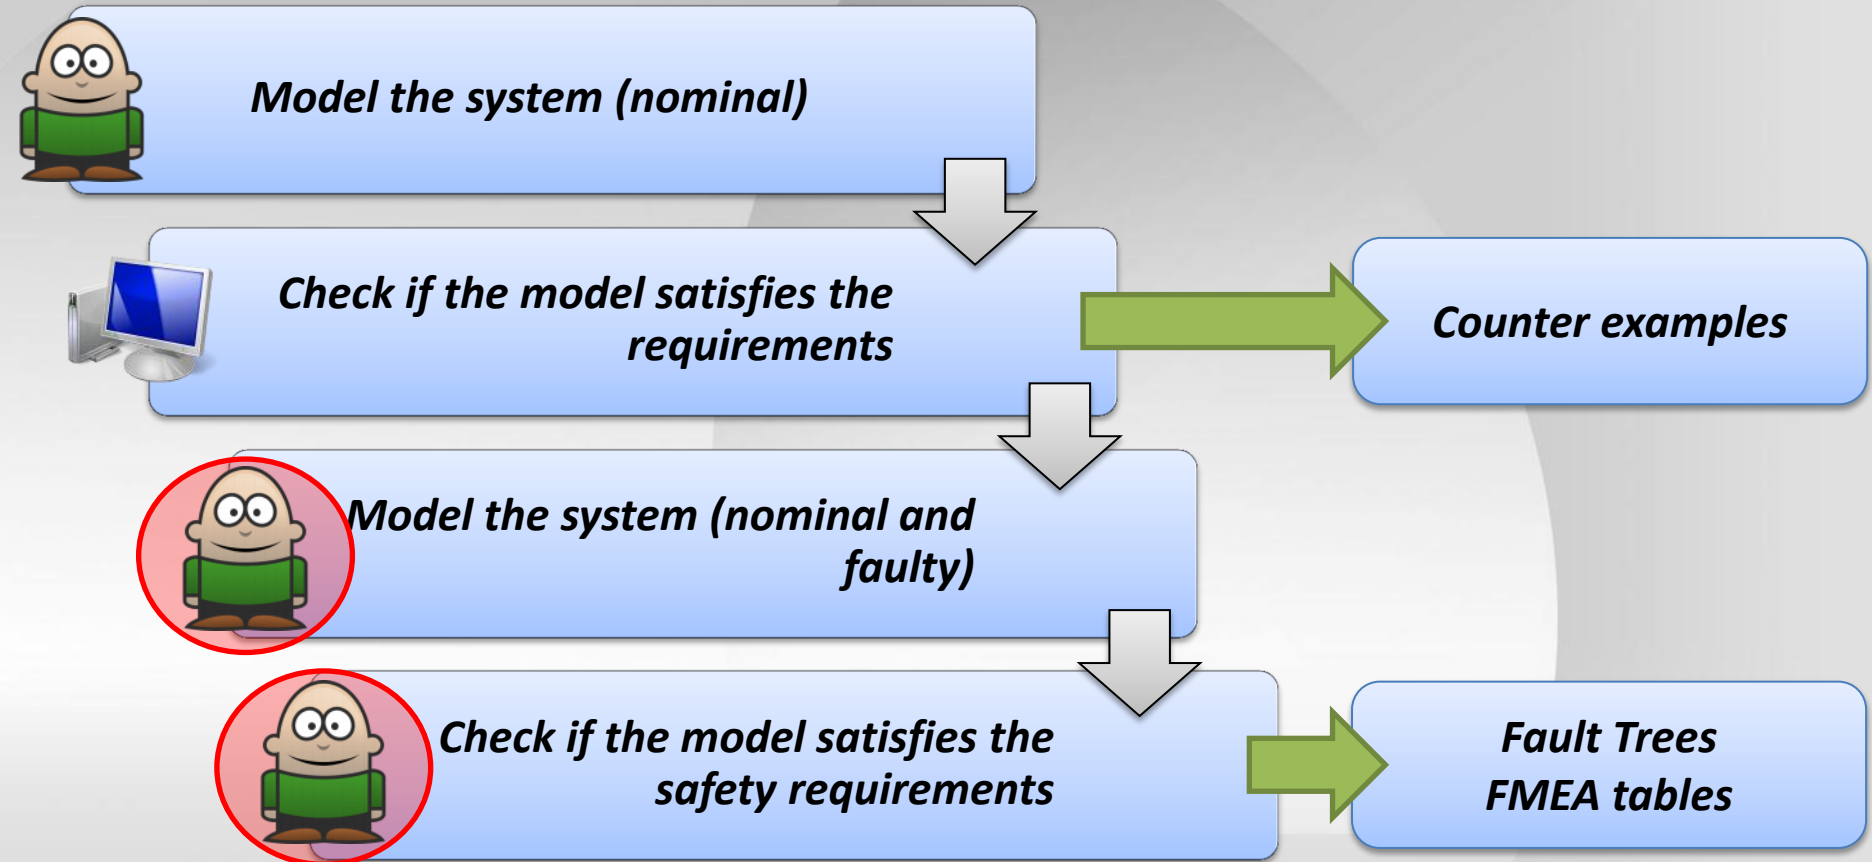 Model the system (nominal)
Check if the model satisfies the
requirements
Counter examples
Model the system (nominal and
faulty)
Check if the model satisfies the
safety requirements
Fault Trees
FMEA tables